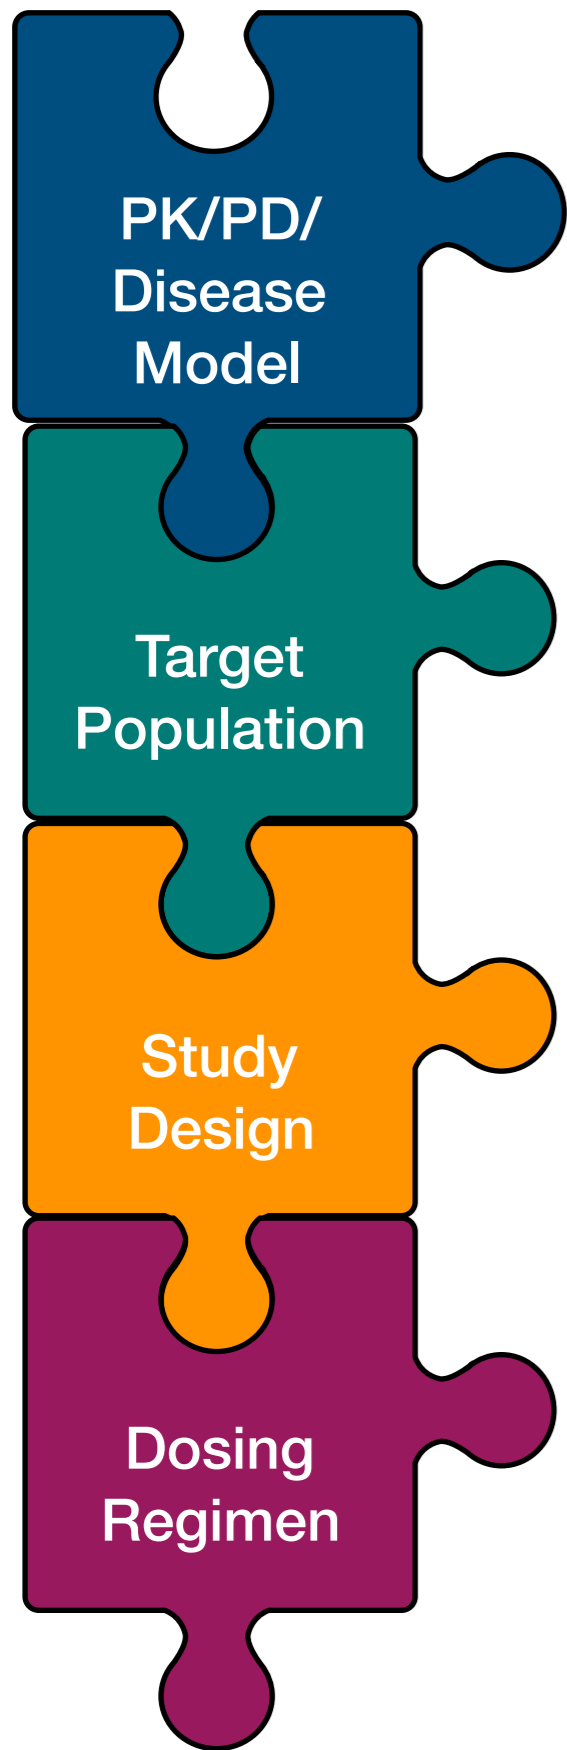 PK/PD/
Disease
Model
Target
Population
Study
Design
Dosing
Regimen